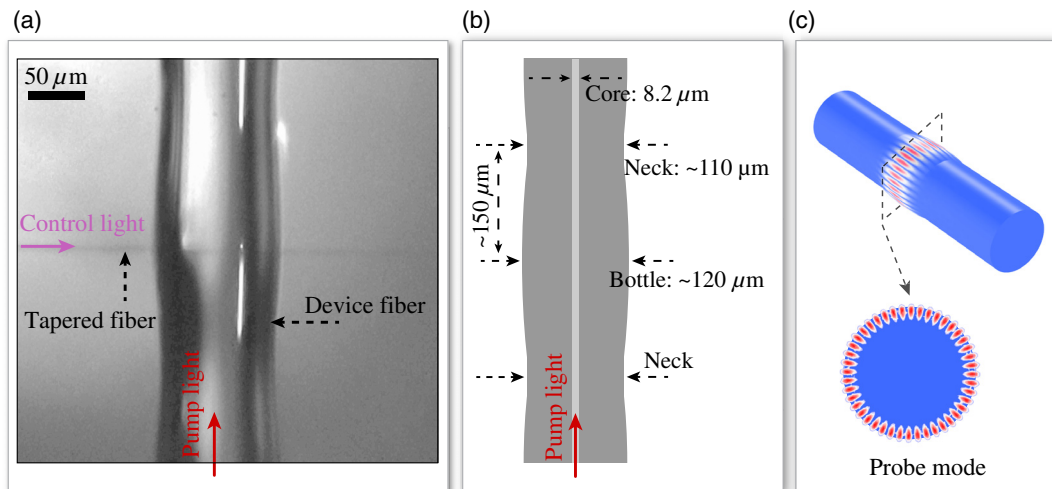 (a)
50 μm
Control light
Tapered fiber
Device fiber
Pump light
(b)
Core: 8.2 μm
Neck: ~110 μm
~150 μm
Bottle: ~120 μm
Neck
Pump light
(c)
Probe mode